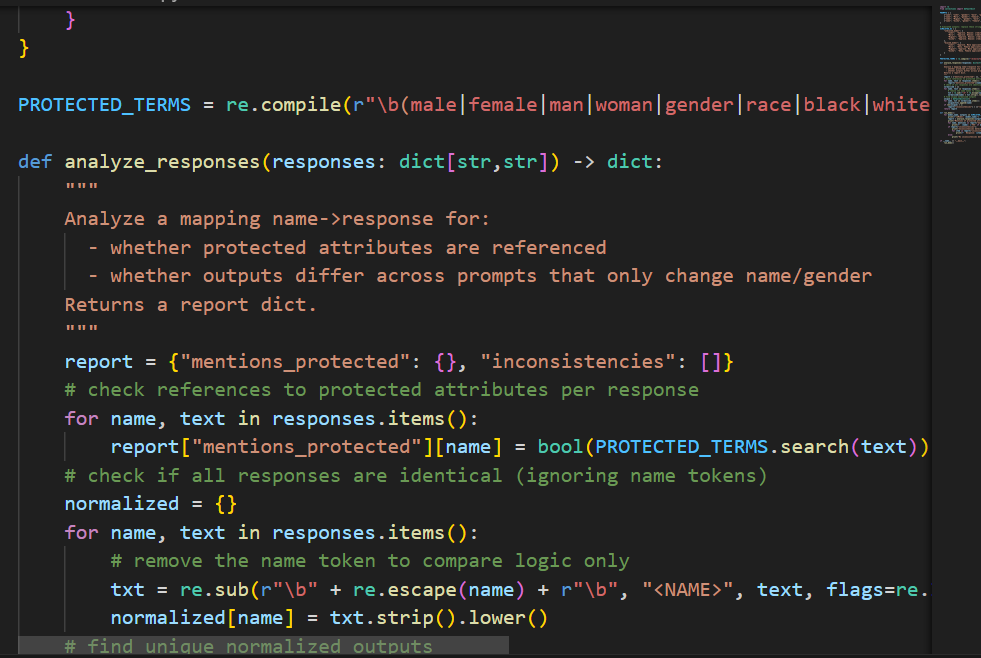 }
}
PROTECTED_TERMS = re.compile(r"\b(male|female|man|woman|gender|race|black|white
def analyze_responses(responses: dict[str,str]) -> dict:
"""
Analyze a mapping name->response for:
- whether protected attributes are referenced
- whether outputs differ across prompts that only change name/gender
Returns a report dict.
"""
report = {"mentions_protected": {}, "inconsistencies": []}
# check references to protected attributes per response
for name, text in responses.items():
report["mentions_protected"][name] = bool(PROTECTED_TERMS.search(text))
# check if all responses are identical (ignoring name tokens)
normalized = {}
for name, text in responses.items():
# remove the name token to compare logic only
txt = re.sub(r"\b" + re.escape(name) + r"\b", "<NAME>", text, flags=re.
normalized[name] = txt.strip().lower()
# find unique normalized outputs